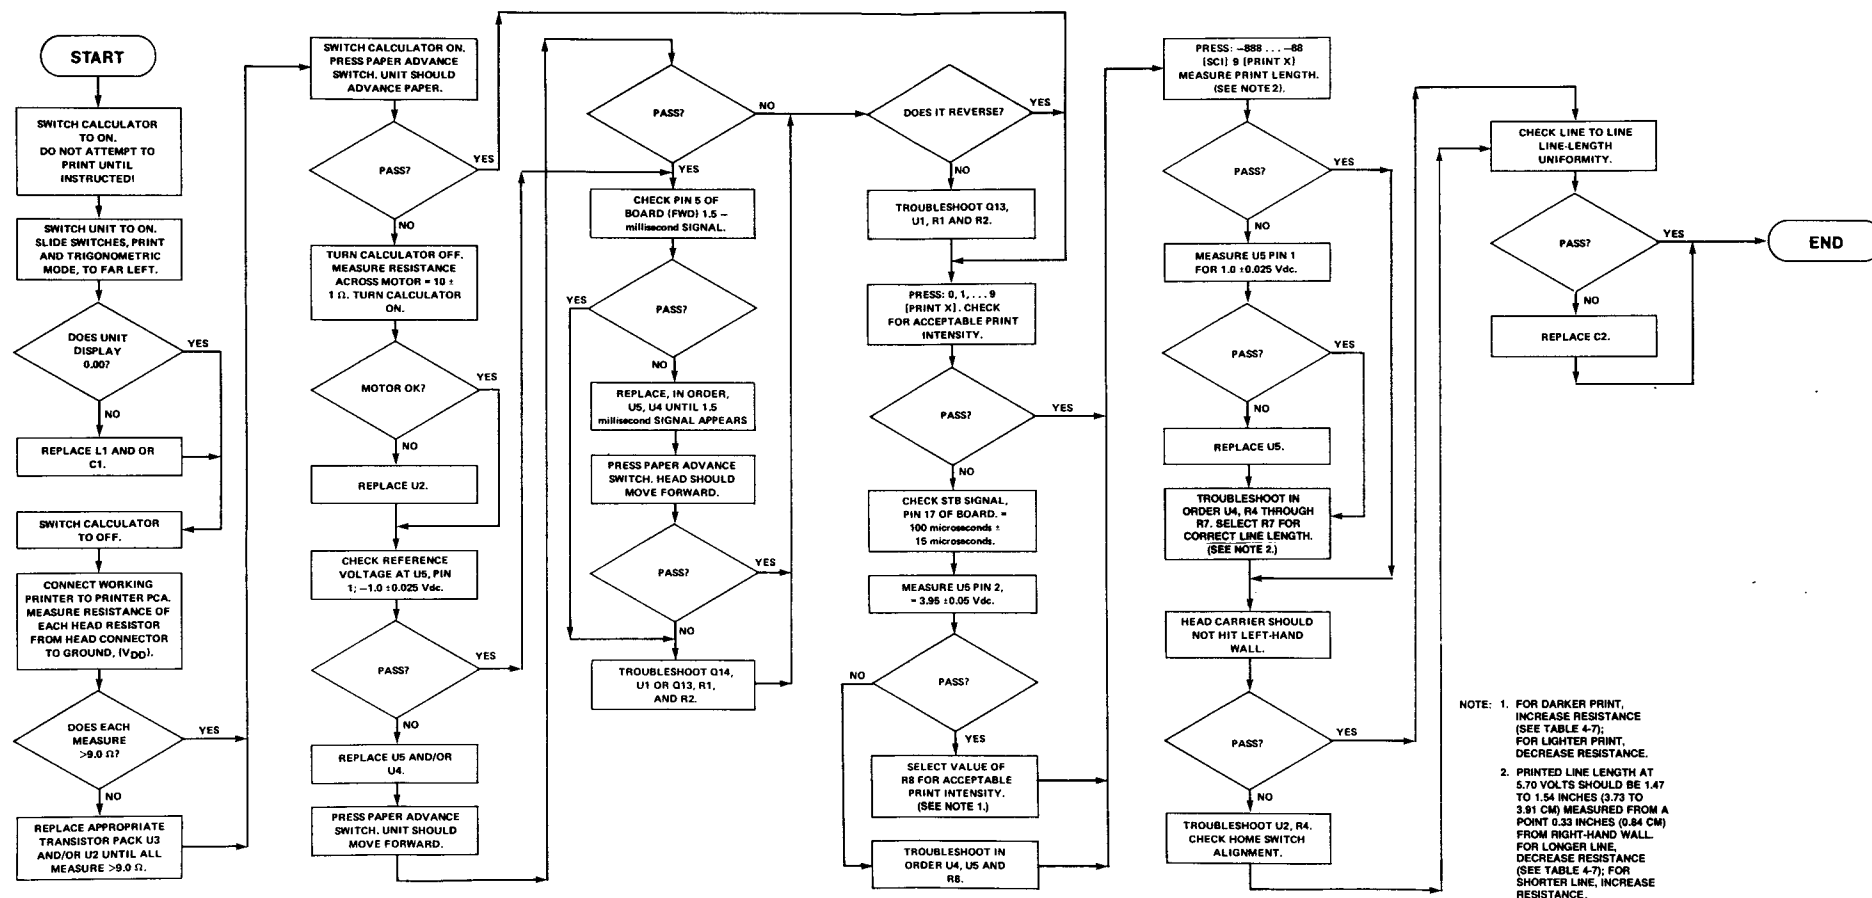 START
SWITCH CALCULATOR
TO ON.
DO NOT ATTEMPT TO
PRINT UNTIL
INSTRUCTED!
SWITCH UNIT TO ON.
SLIDE SWITCHES, PRINT
AND TRIGONOMETRIC
MODE, TO FAR LEFT.
DOES UNIT
DISPLAY
0.00?
YES
NO
REPLACE L1 AND OR
C1.
SWITCH CALCULATOR
TO OFF.
CONNECT WORKING
PRINTER TO PRINTER PCA.
MEASURE RESISTANCE OF
EACH HEAD RESISTOR
FROM HEAD CONNECTOR
TO GROUND, (VDD).
DOES EACH
MEASURE
>9.0 Ω?
YES
NO
REPLACE APPROPRIATE
TRANSISTOR PACK U3
AND/OR U2 UNTIL ALL
MEASURE >9.0 Ω.
SWITCH CALCULATOR ON.
PRESS PAPER ADVANCE
SWITCH. UNIT SHOULD
ADVANCE PAPER.
PASS?
YES
NO
TURN CALCULATOR OFF.
MEASURE RESISTANCE
ACROSS MOTOR = 10 ±
1 Ω. TURN CALCULATOR
ON.
MOTOR OK?
YES
NO
REPLACE U2.
CHECK REFERENCE
VOLTAGE AT U5, PIN
1; –1.0 ±0.025 Vdc.
PASS?
YES
NO
REPLACE U5 AND/OR
U4.
PRESS PAPER ADVANCE
SWITCH. UNIT SHOULD
MOVE FORWARD.
PASS?
NO
YES
CHECK PIN 5 OF
BOARD (FWD) 1.5 –
millisecond SIGNAL.
YES
PASS?
NO
REPLACE, IN ORDER,
U5, U4 UNTIL 1.5
millisecond SIGNAL APPEARS
PRESS PAPER ADVANCE
SWITCH. HEAD SHOULD
MOVE FORWARD.
PASS?
YES
NO
TROUBLESHOOT Q14,
U1 OR Q13, R1,
AND R2.
DOES IT REVERSE?
YES
NO
TROUBLESHOOT Q13,
U1, R1 AND R2.
PRESS: 0, 1, . . . 9
[PRINT X]. CHECK
FOR ACCEPTABLE PRINT
INTENSITY.
PASS?
YES
NO
CHECK STB SIGNAL,
PIN 17 OF BOARD. =
100 microseconds ±
15 microseconds.
MEASURE U5 PIN 2,
= 3.95 ±0.05 Vdc.
NO
PASS?
YES
SELECT VALUE OF
R8 FOR ACCEPTABLE
PRINT INTENSITY.
(SEE NOTE 1.)
TROUBLESHOOT IN
ORDER U4, U5 AND
R8.
PRESS: –888 . . . –88
[SCI] 9 [PRINT X]
MEASURE PRINT LENGTH.
(SEE NOTE 2).
PASS?
YES
NO
MEASURE U5 PIN 1
FOR 1.0 ±0.025 Vdc.
PASS?
YES
NO
REPLACE U5.
TROUBLESHOOT IN
ORDER U4, R4 THROUGH
R7. SELECT R7 FOR
CORRECT LINE LENGTH.
(SEE NOTE 2.)
HEAD CARRIER SHOULD
NOT HIT LEFT-HAND
WALL.
PASS?
YES
NO
TROUBLESHOOT U2, R4.
CHECK HOME SWITCH
ALIGNMENT.
CHECK LINE TO LINE
LINE-LENGTH
UNIFORMITY.
PASS?
YES
NO
REPLACE C2.
END
NOTE: 1. FOR DARKER PRINT,
INCREASE RESISTANCE
(SEE TABLE 4-7);
FOR LIGHTER PRINT,
DECREASE RESISTANCE.
2. PRINTED LINE LENGTH AT
5.70 VOLTS SHOULD BE 1.47
TO 1.54 INCHES (3.73 TO
3.91 CM) MEASURED FROM A
POINT 0.33 INCHES (0.84 CM)
FROM RIGHT-HAND WALL.
FOR LONGER LINE,
DECREASE RESISTANCE
(SEE TABLE 4-7); FOR
SHORTER LINE, INCREASE
RESISTANCE.